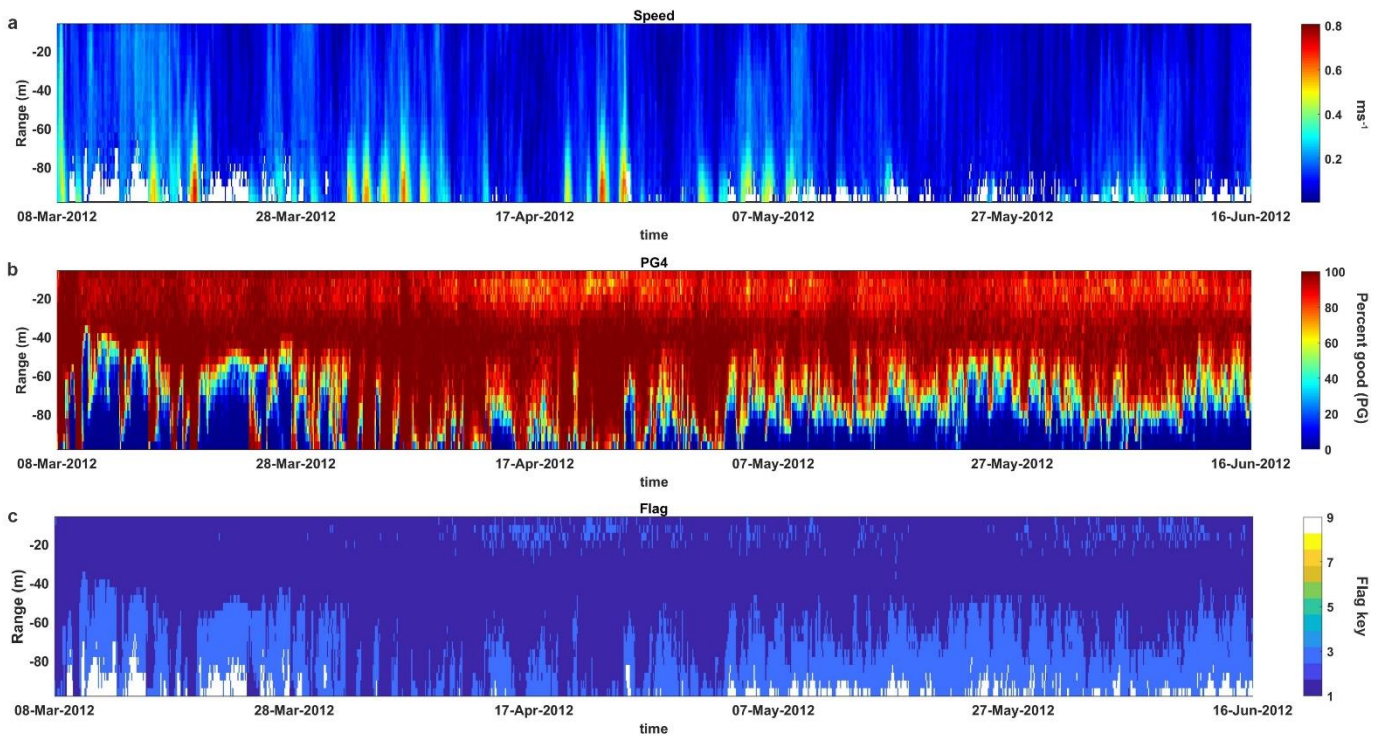 a
Speed
-20
-40
-60
-80
Range (m)
08-Mar-2012 28-Mar-2012 17-Apr-2012 07-May-2012 27-May-2012 16-Jun-2012
time
0.8
0.6
0.4
0.2
ms⁻¹
b
PG4
-20
-40
-60
-80
Range (m)
08-Mar-2012 28-Mar-2012 17-Apr-2012 07-May-2012 27-May-2012 16-Jun-2012
time
100
80
60
40
20
0
Percent good (PG)
c
Flag
-20
-40
-60
-80
Range (m)
08-Mar-2012 28-Mar-2012 17-Apr-2012 07-May-2012 27-May-2012 16-Jun-2012
time
9
7
5
3
1
Flag key